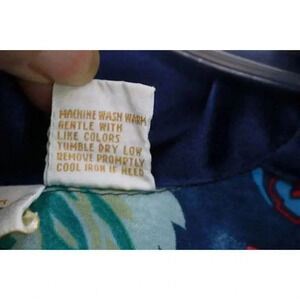 MACHINE WASH WARM
GENTLE WITH
LIKE COLORS
TUMBLE DRY LOW
REMOVE PROMPTLY
COOL IRON IF NEED